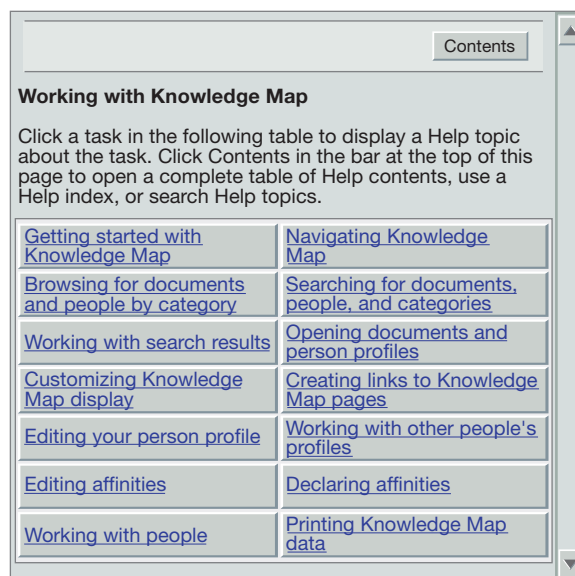 Contents
Working with Knowledge Map
Click a task in the following table to display a Help topic
about the task. Click Contents in the bar at the top of this
page to open a complete table of Help contents, use a
Help index, or search Help topics.
Getting started with
Knowledge Map
Navigating Knowledge
Map
Browsing for documents
and people by category
Searching for documents,
people, and categories
Working with search results
Opening documents and
person profiles
Customizing Knowledge
Map display
Creating links to Knowledge
Map pages
Editing your person profile
Working with other people's
profiles
Editing affinities
Declaring affinities
Working with people
Printing Knowledge Map
data